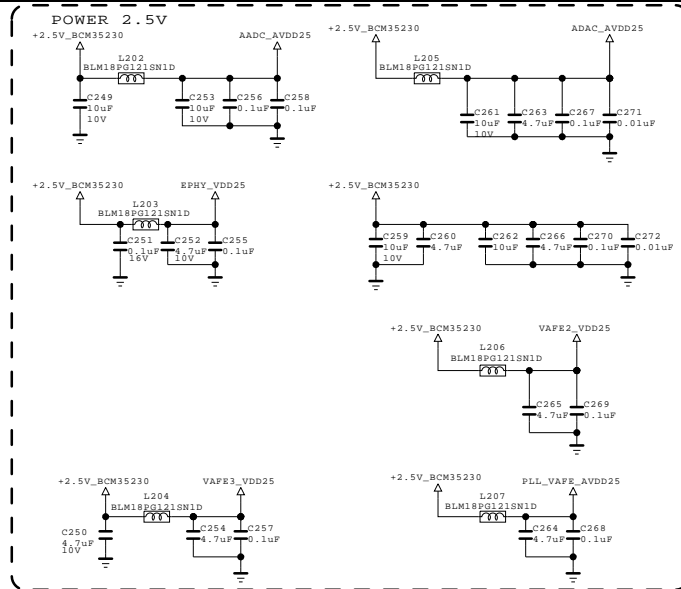 POWER 2.5V
+2.5V_BCM35230
AADC_AVDD25
L202
BLM18PG121SN1D
C249
10uF
10V
C253
10uF
10V
C256
0.1uF
C258
0.1uF
+2.5V_BCM35230
ADAC_AVDD25
L205
BLM18PG121SN1D
C261
10uF
10V
C263
4.7uF
C267
0.1uF
C271
0.01uF
+2.5V_BCM35230
EPHY_VDD25
L203
BLM18PG121SN1D
C251
0.1uF
16V
C252
4.7uF
10V
C255
0.1uF
+2.5V_BCM35230
C259
10uF
10V
C260
4.7uF
C262
10uF
C266
4.7uF
C270
0.1uF
C272
0.01uF
+2.5V_BCM35230
VAFE2_VDD25
L206
BLM18PG121SN1D
C265
4.7uF
C269
0.1uF
+2.5V_BCM35230
VAFE3_VDD25
L204
BLM18PG121SN1D
C250
4.7uF
10V
C254
4.7uF
C257
0.1uF
+2.5V_BCM35230
PLL_VAFE_AVDD25
L207
BLM18PG121SN1D
C264
4.7uF
C268
0.1uF